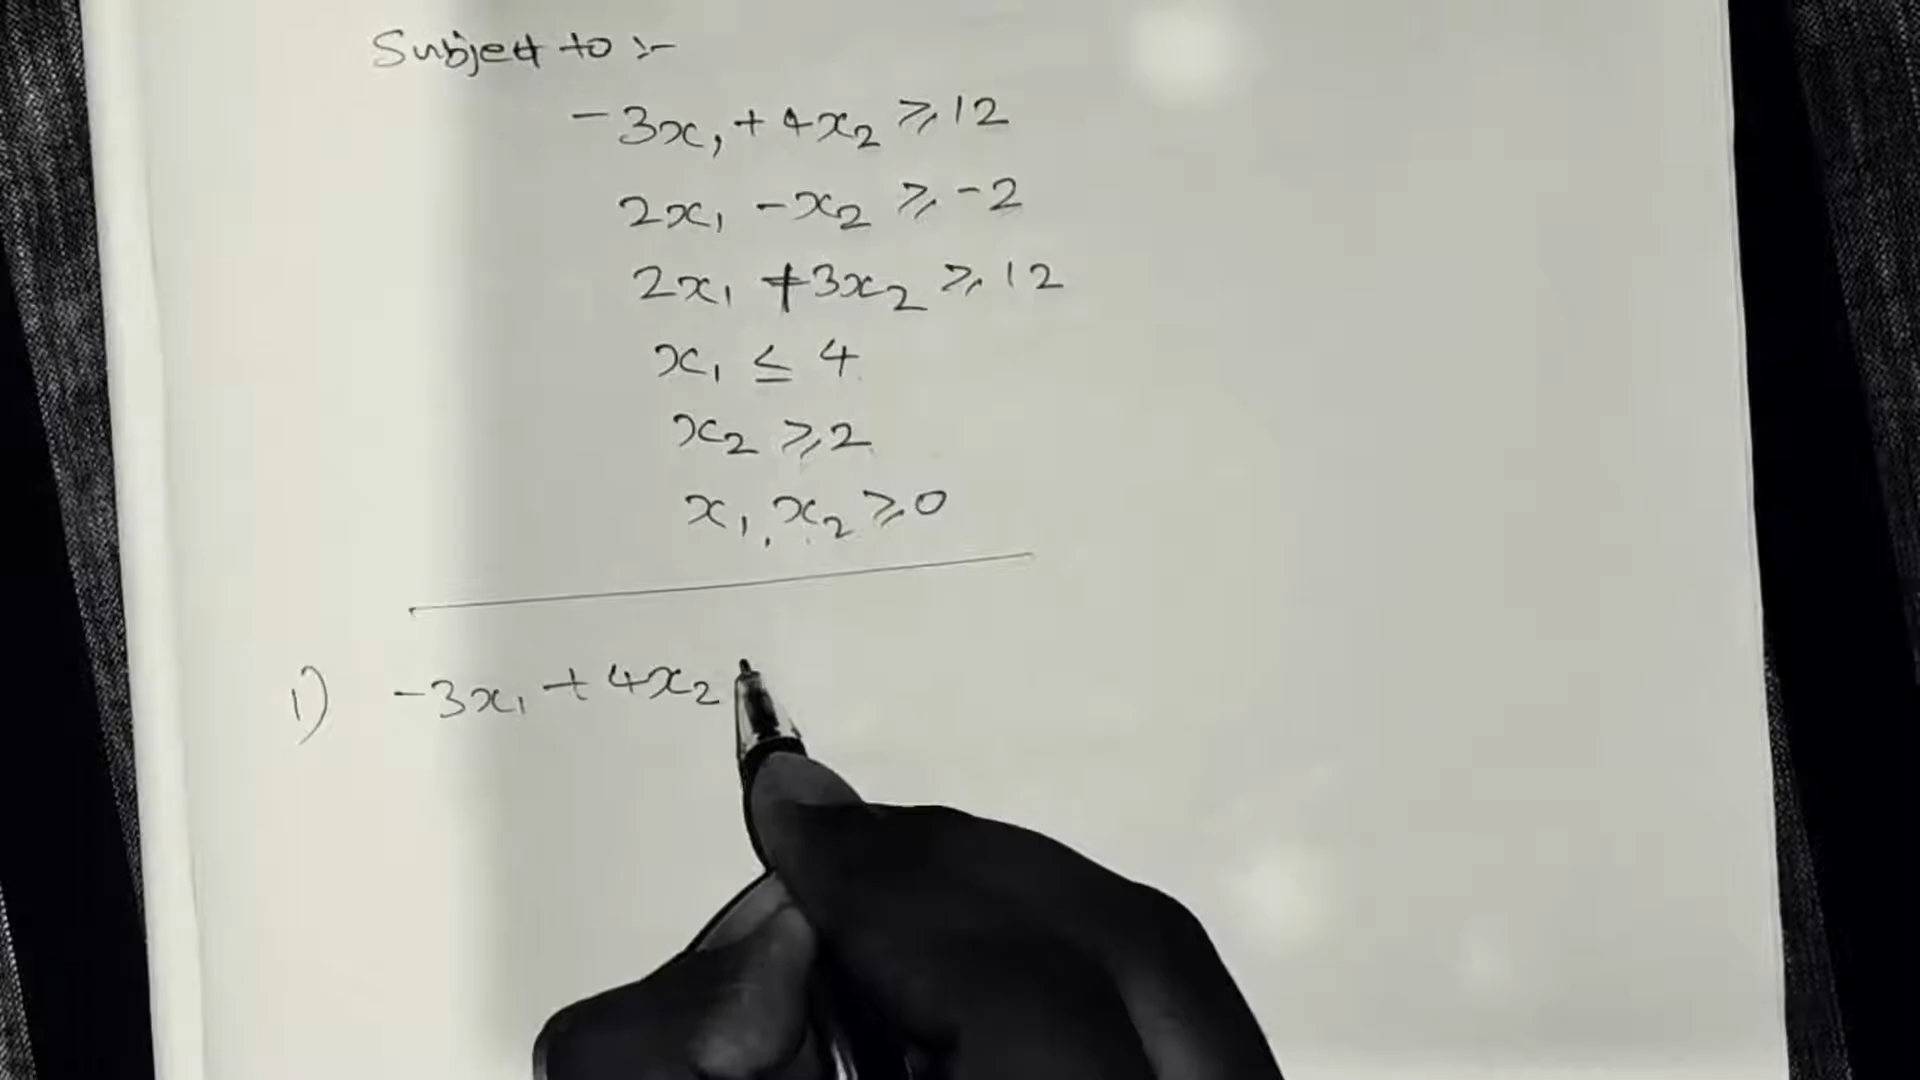 Subject to :-
-3x₁ + 4x₂ ≥ 12
2x₁ - x₂ ≥ -2
2x₁ + 3x₂ ≥ 12
x₁ ≤ 4
x₂ ≥ 2
x₁, x₂ ≥ 0
1) -3x₁ + 4x₂